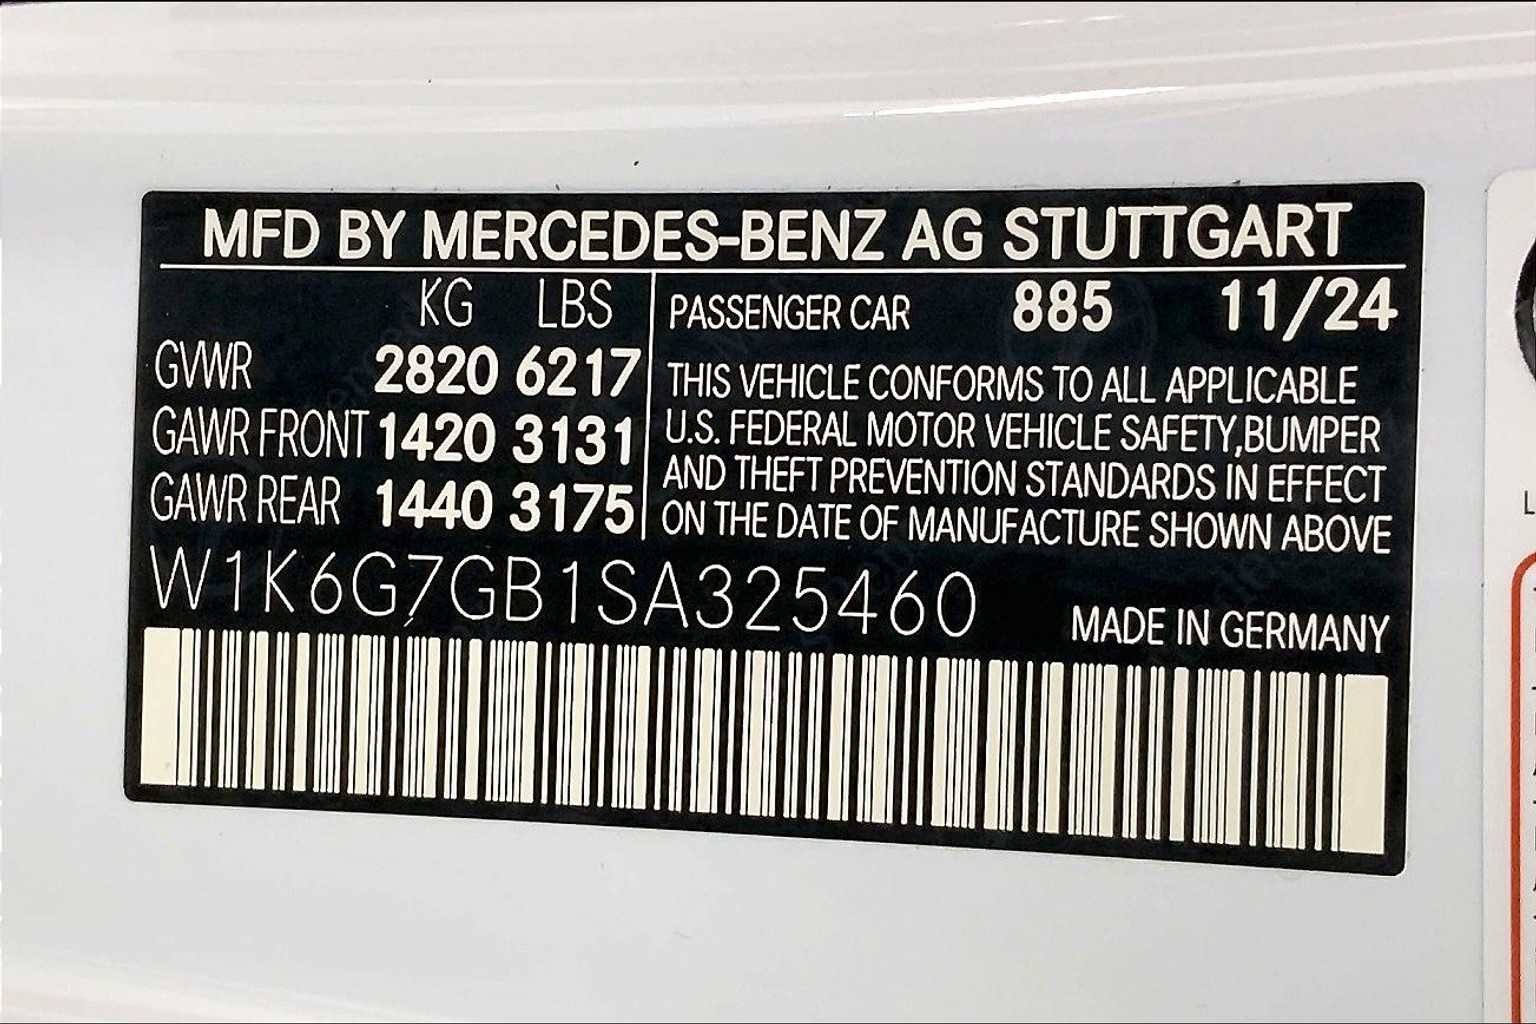 MFD BY MERCEDES-BENZ AG STUTTGART
KG LBS
GVWR 2820 6217
GAWR FRONT 1420 3131
GAWR REAR 1440 3175
PASSENGER CAR 885 11/24
THIS VEHICLE CONFORMS TO ALL APPLICABLE
U.S. FEDERAL MOTOR VEHICLE SAFETY,BUMPER
AND THEFT PREVENTION STANDARDS IN EFFECT
ON THE DATE OF MANUFACTURE SHOWN ABOVE
W1K6G7GB1SA325460
MADE IN GERMANY